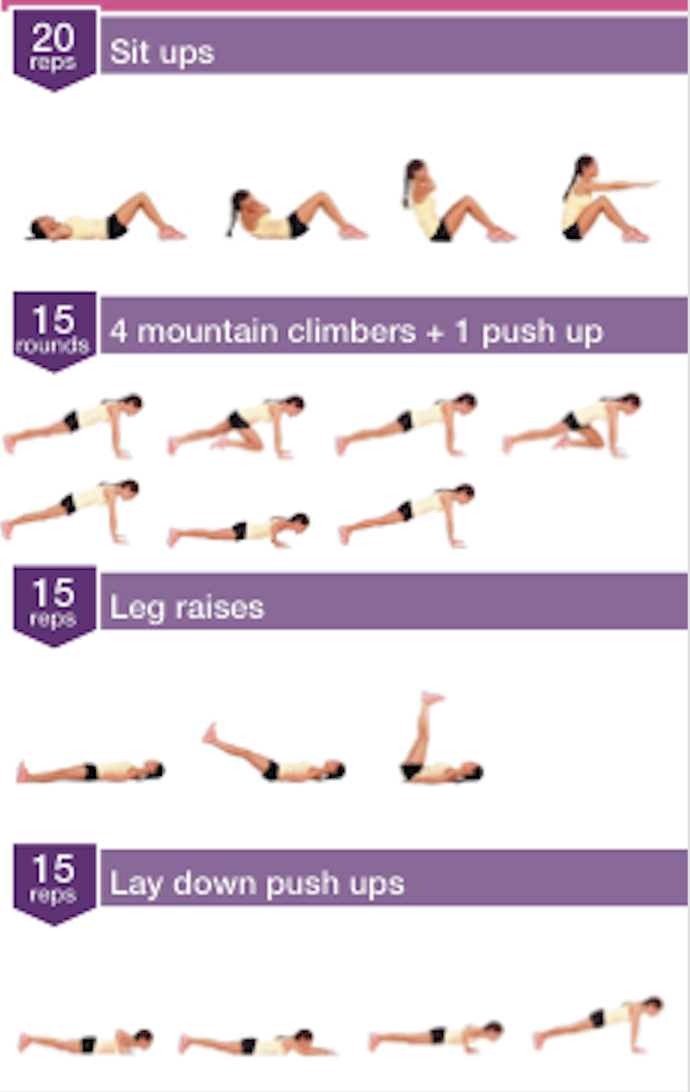 20
reps
Sit ups
15
rounds
4 mountain climbers + 1 push up
15
reps
Leg raises
15
reps
Lay down push ups